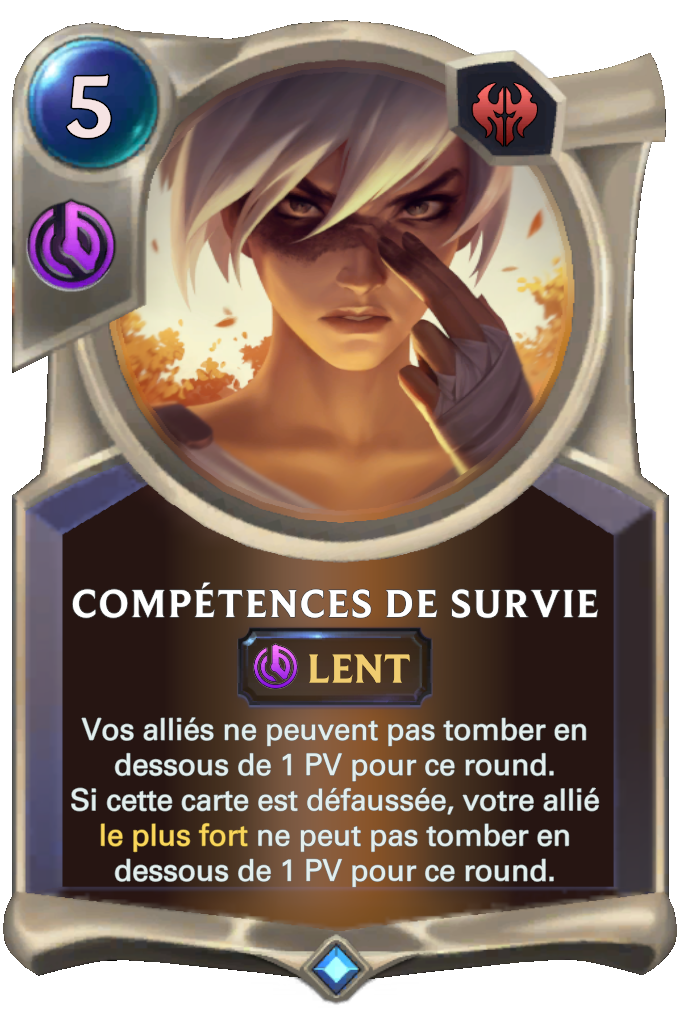 5
COMPÉTENCES DE SURVIE
LENT
Vos alliés ne peuvent pas tomber en
dessous de 1 PV pour ce round.
Si cette carte est défaussée, votre allié
le plus fort ne peut pas tomber en
dessous de 1 PV pour ce round.